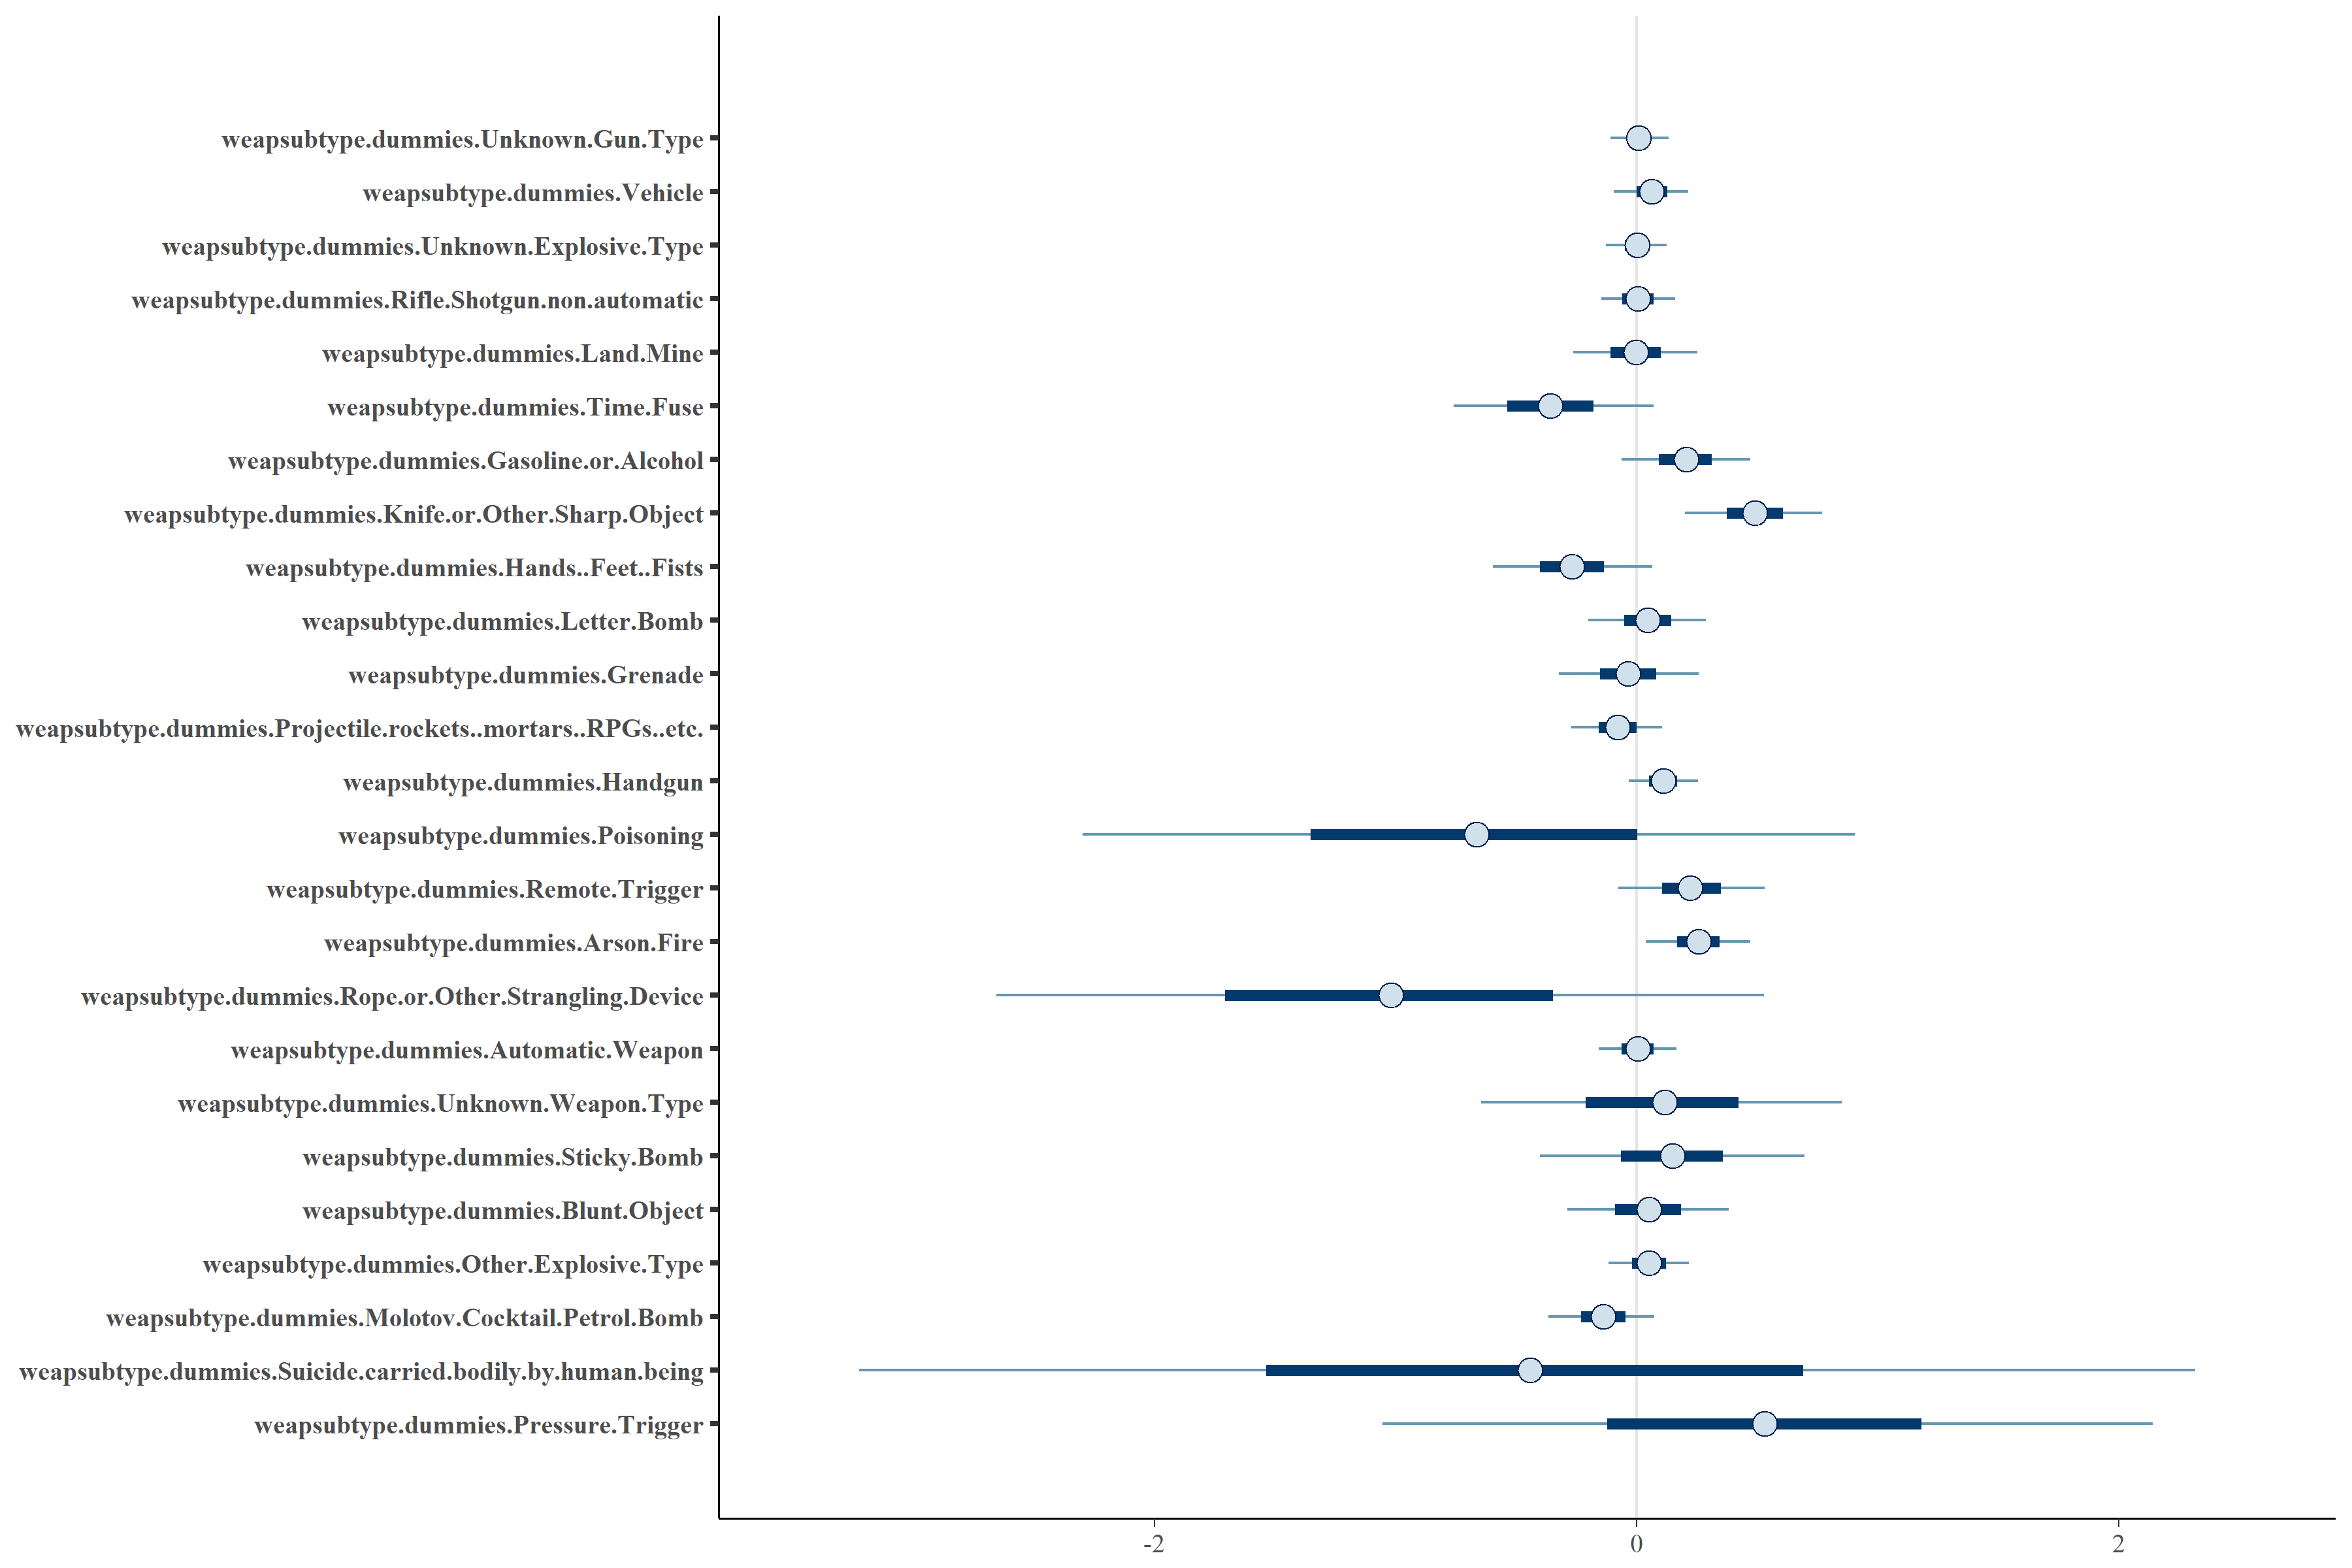 weapsubtype.dummies.Unknown.Gun.Type
weapsubtype.dummies.Vehicle
weapsubtype.dummies.Unknown.Explosive.Type
weapsubtype.dummies.Rifle.Shotgun.non.automatic
weapsubtype.dummies.Land.Mine
weapsubtype.dummies.Time.Fuse
weapsubtype.dummies.Gasoline.or.Alcohol
weapsubtype.dummies.Knife.or.Other.Sharp.Object
weapsubtype.dummies.Hands..Feet..Fists
weapsubtype.dummies.Letter.Bomb
weapsubtype.dummies.Grenade
weapsubtype.dummies.Projectile.rockets..mortars..RPGs..etc.
weapsubtype.dummies.Handgun
weapsubtype.dummies.Poisoning
weapsubtype.dummies.Remote.Trigger
weapsubtype.dummies.Arson.Fire
weapsubtype.dummies.Rope.or.Other.Strangling.Device
weapsubtype.dummies.Automatic.Weapon
weapsubtype.dummies.Unknown.Weapon.Type
weapsubtype.dummies.Sticky.Bomb
weapsubtype.dummies.Blunt.Object
weapsubtype.dummies.Other.Explosive.Type
weapsubtype.dummies.Molotov.Cocktail.Petrol.Bomb
weapsubtype.dummies.Suicide.carried.bodily.by.human.being
weapsubtype.dummies.Pressure.Trigger
-2 0 2